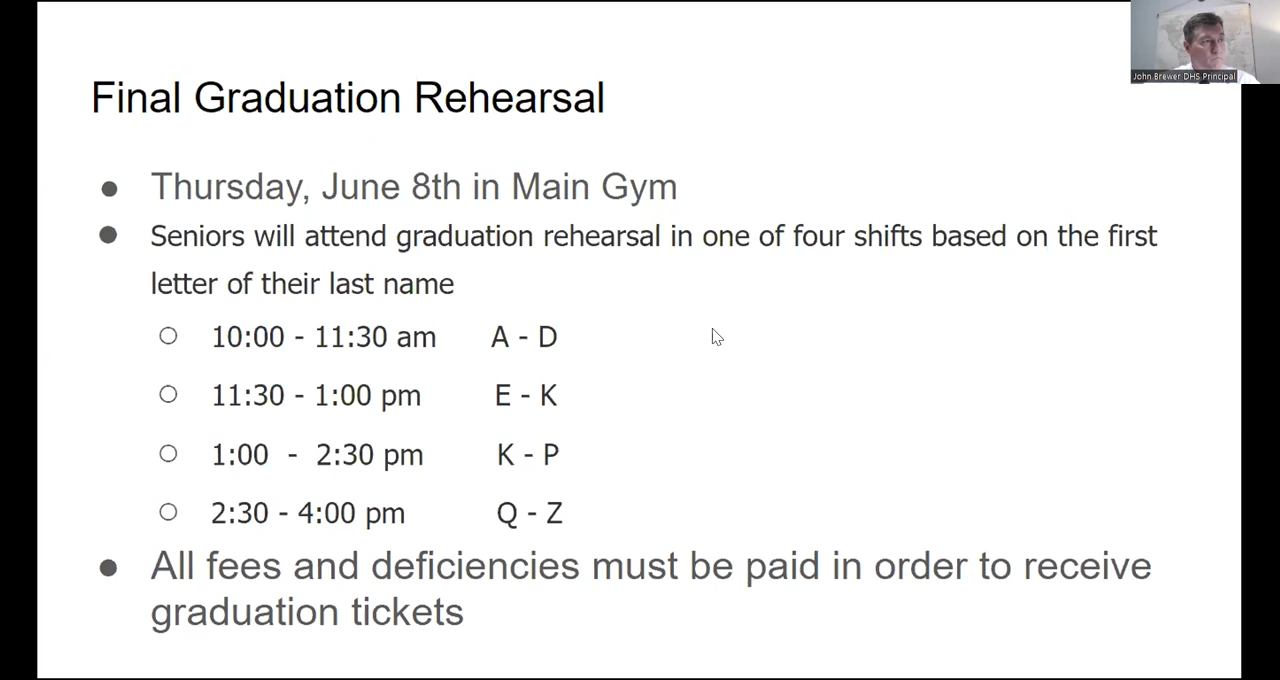 John Brewer DHS Principal
Final Graduation Rehearsal
● Thursday, June 8th in Main Gym
● Seniors will attend graduation rehearsal in one of four shifts based on the first
letter of their last name
○ 10:00 - 11:30 am A - D
○ 11:30 - 1:00 pm E - K
○ 1:00 - 2:30 pm K - P
○ 2:30 - 4:00 pm Q - Z
● All fees and deficiencies must be paid in order to receive
graduation tickets